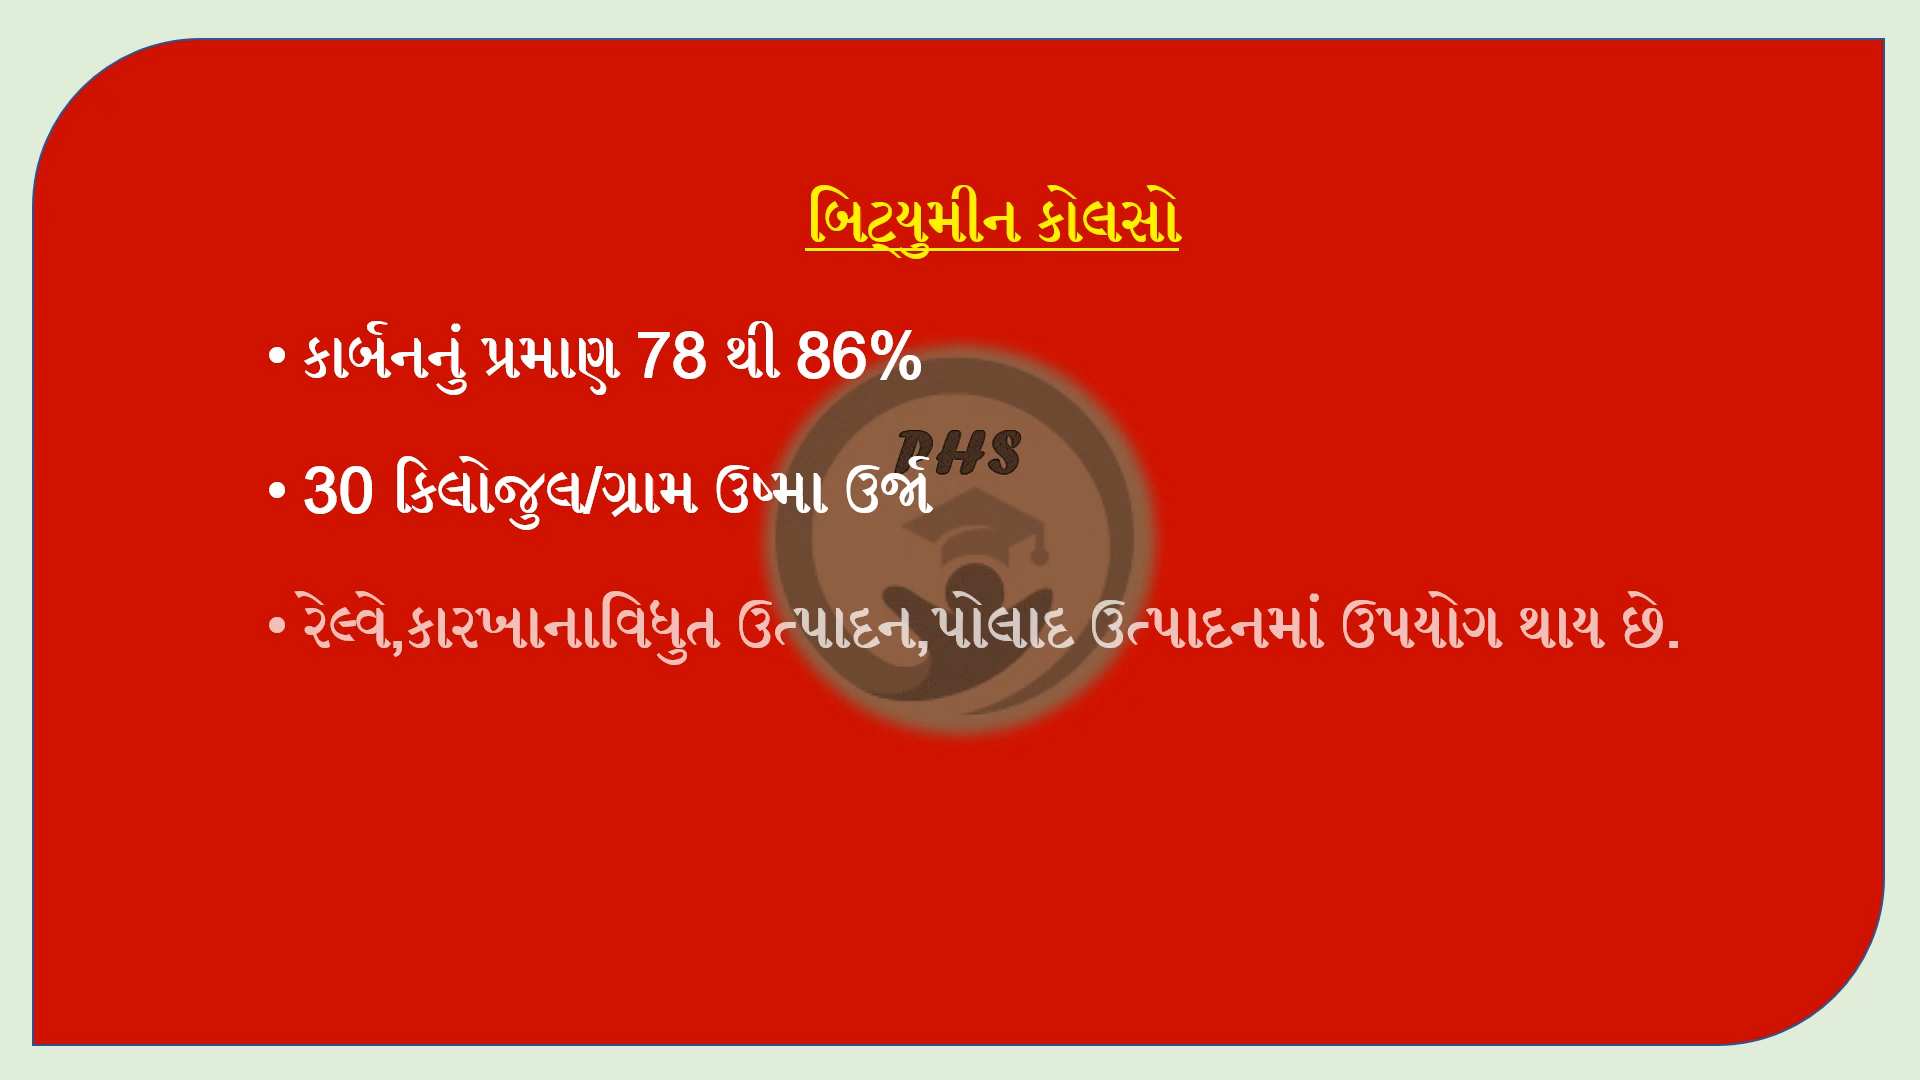 બિટ્યુમીન કોલસો
• કાર્બનનું પ્રમાણ 78 થી 86%
PHS
• 30 કિલોજુલ/ગ્રામ ઉષ્મા ઉર્જા
• રેલ્વે,કારખાનાવિધુત ઉત્પાદન,પોલાદ ઉત્પાદનમાં ઉપયોગ થાય છે.